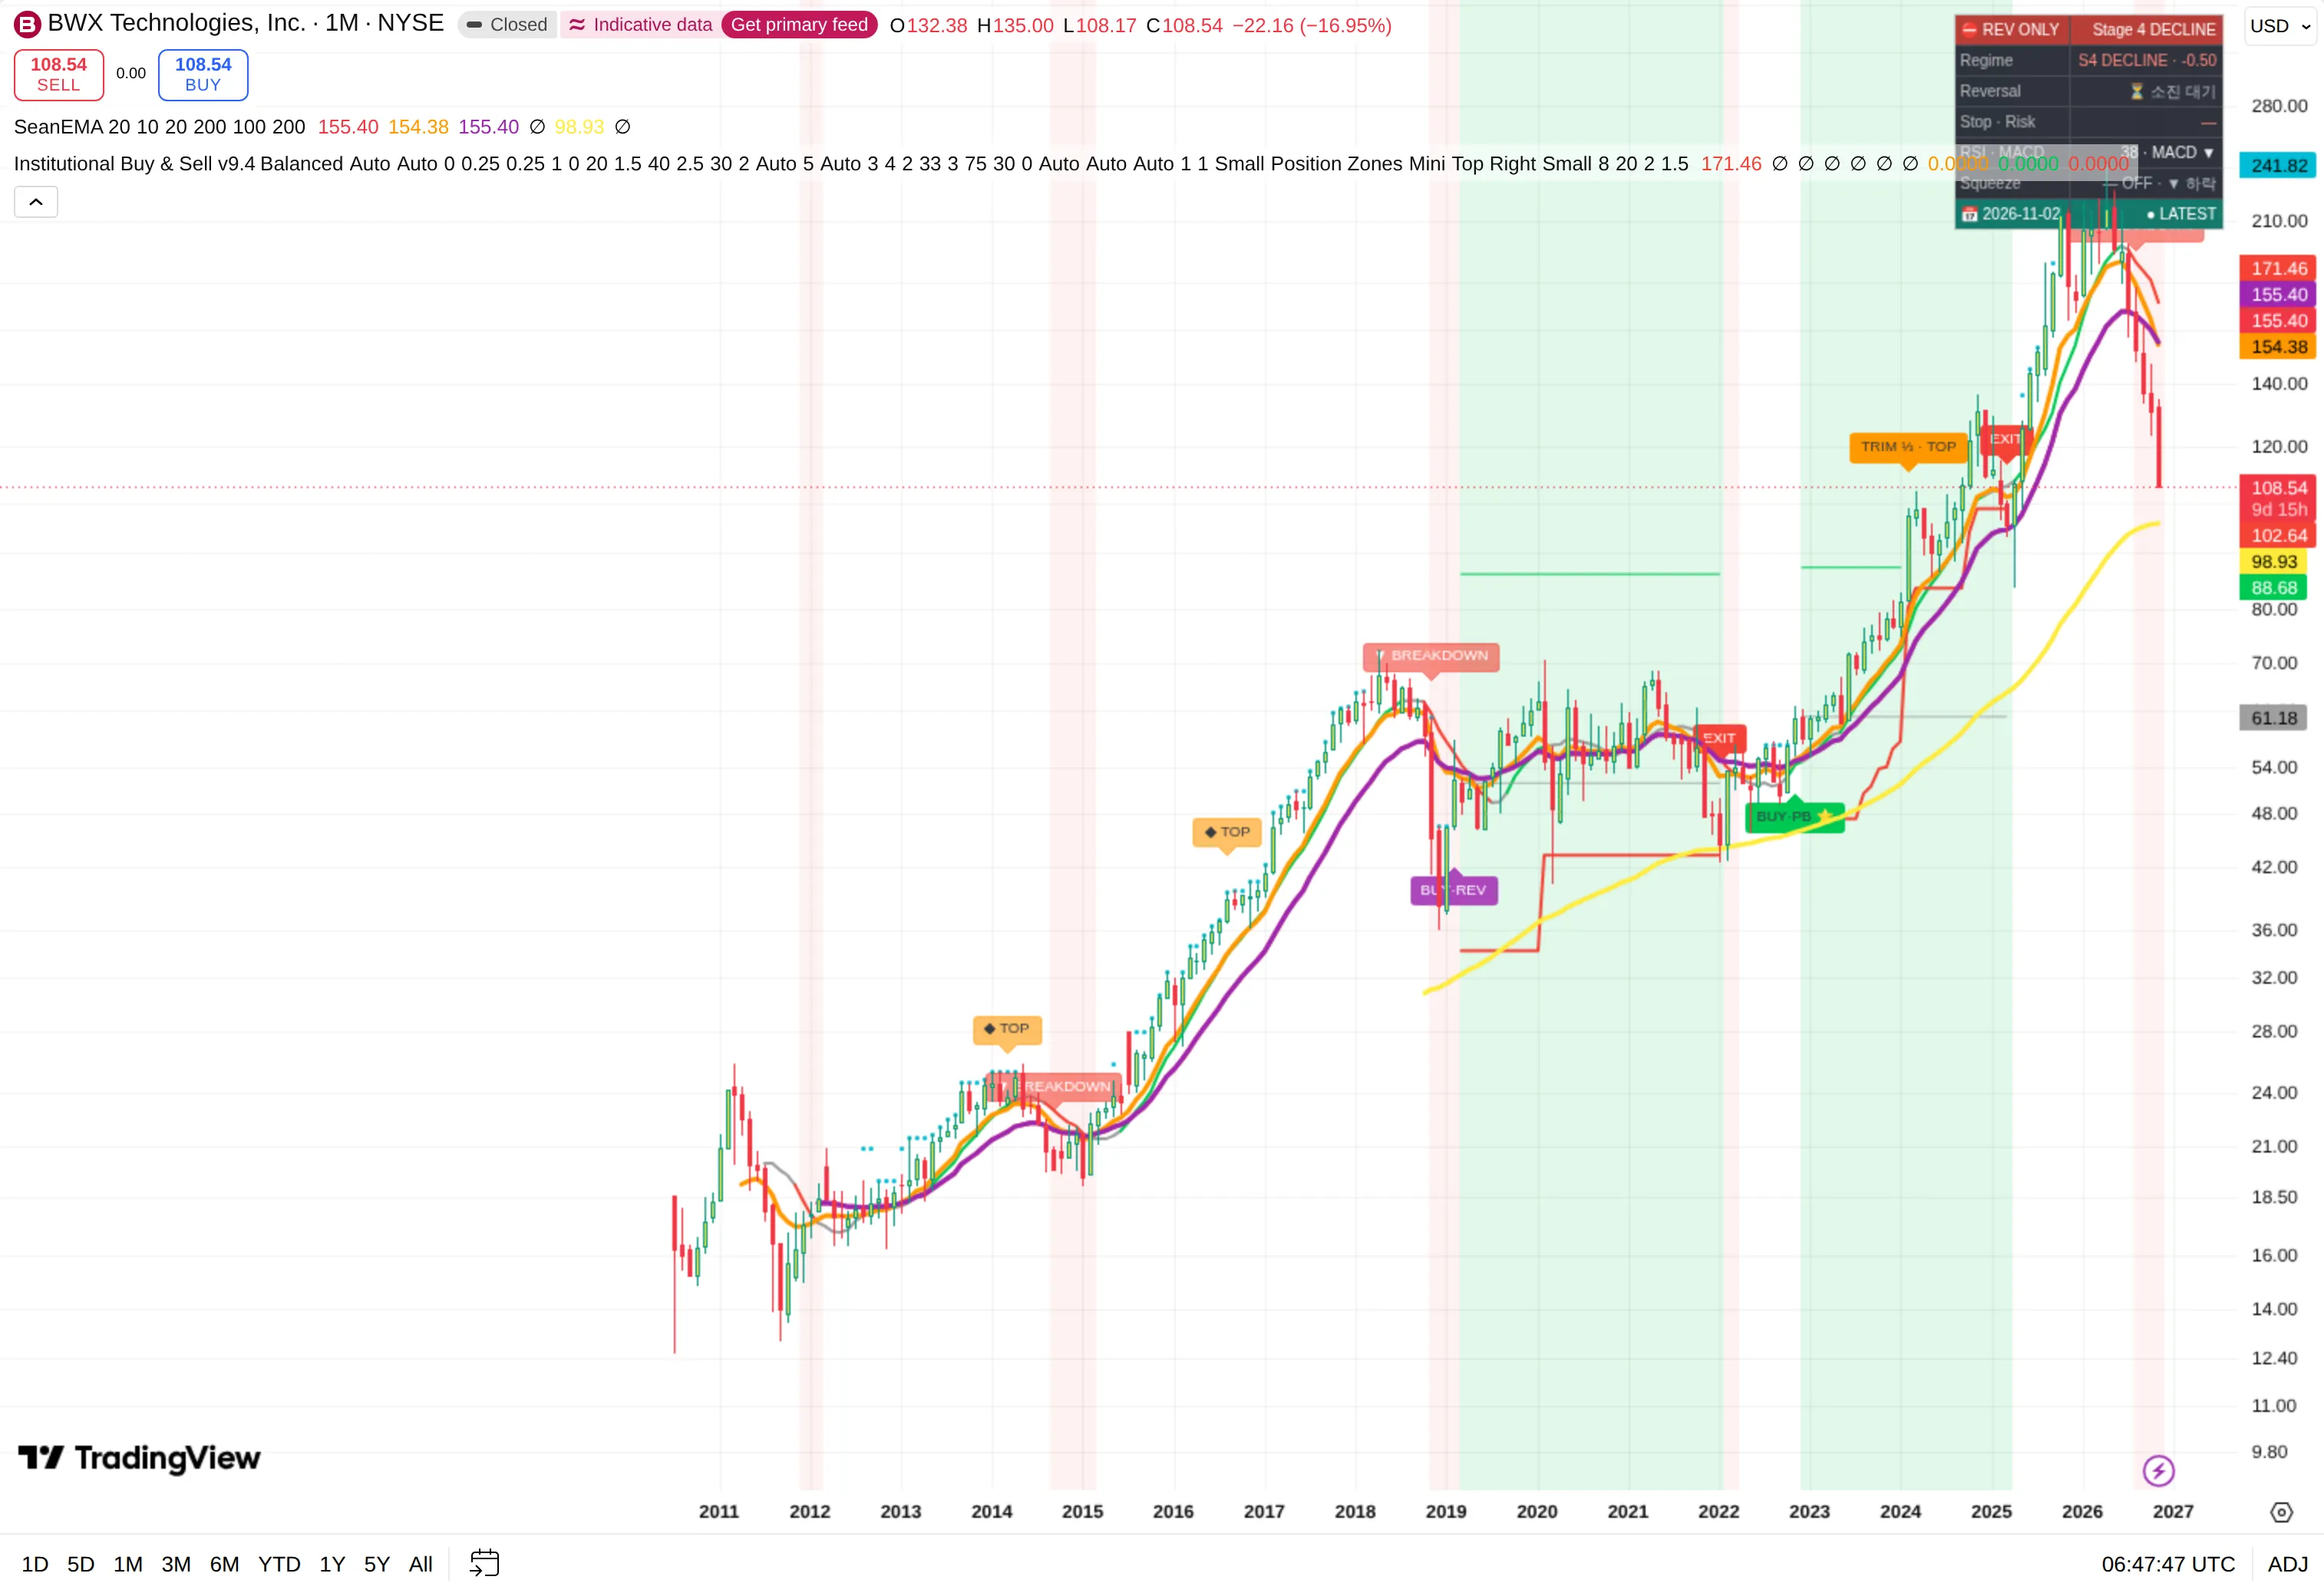 BWX Technologies, Inc. · 1M · NYSE Closed Indicative data Get primary feed O132.38 H135.00 L108.17 C108.54 −22.16 (−16.95%)
USD
108.54
SELL
0.00
108.54
BUY
SeanEMA 20 10 20 200 100 200 155.40 154.38 155.40 ∅ 98.93 ∅
Institutional Buy & Sell v9.4 Balanced Auto Auto 0 0.25 0.25 1 0 20 1.5 40 2.5 30 2 Auto 5 Auto 3 4 2 33 3 75 30 0 Auto Auto Auto 1 1 Small Position Zones Mini Top Right Small 8 20 2 1.5 171.46 ∅ ∅ ∅ ∅ ∅ ∅ 0.0000 0.0000 0.0000
⛔ REV ONLY Stage 4 DECLINE
Regime S4 DECLINE · -0.50
Reversal ⏳ 소진 대기
Stop · Risk —
RSI · MACD 38 · MACD ▼
Squeeze — OFF · ▼ 하락
📅 2026-11-02 ● LATEST
280.00
241.82
210.00
171.46
155.40
155.40
154.38
140.00
120.00
108.54
9d 15h
102.64
98.93
88.68
80.00
70.00
61.18
54.00
48.00
42.00
36.00
32.00
28.00
24.00
21.00
18.50
16.00
14.00
12.40
11.00
9.80
TRIM ½ · TOP
EXIT
BREAKDOWN
EXIT
BUY-PB ⭐
◆ TOP
BUY-REV
◆ TOP
BREAKDOWN
TradingView
2011 2012 2013 2014 2015 2016 2017 2018 2019 2020 2021 2022 2023 2024 2025 2026 2027
1D 5D 1M 3M 6M YTD 1Y 5Y All
06:47:47 UTC ADJ